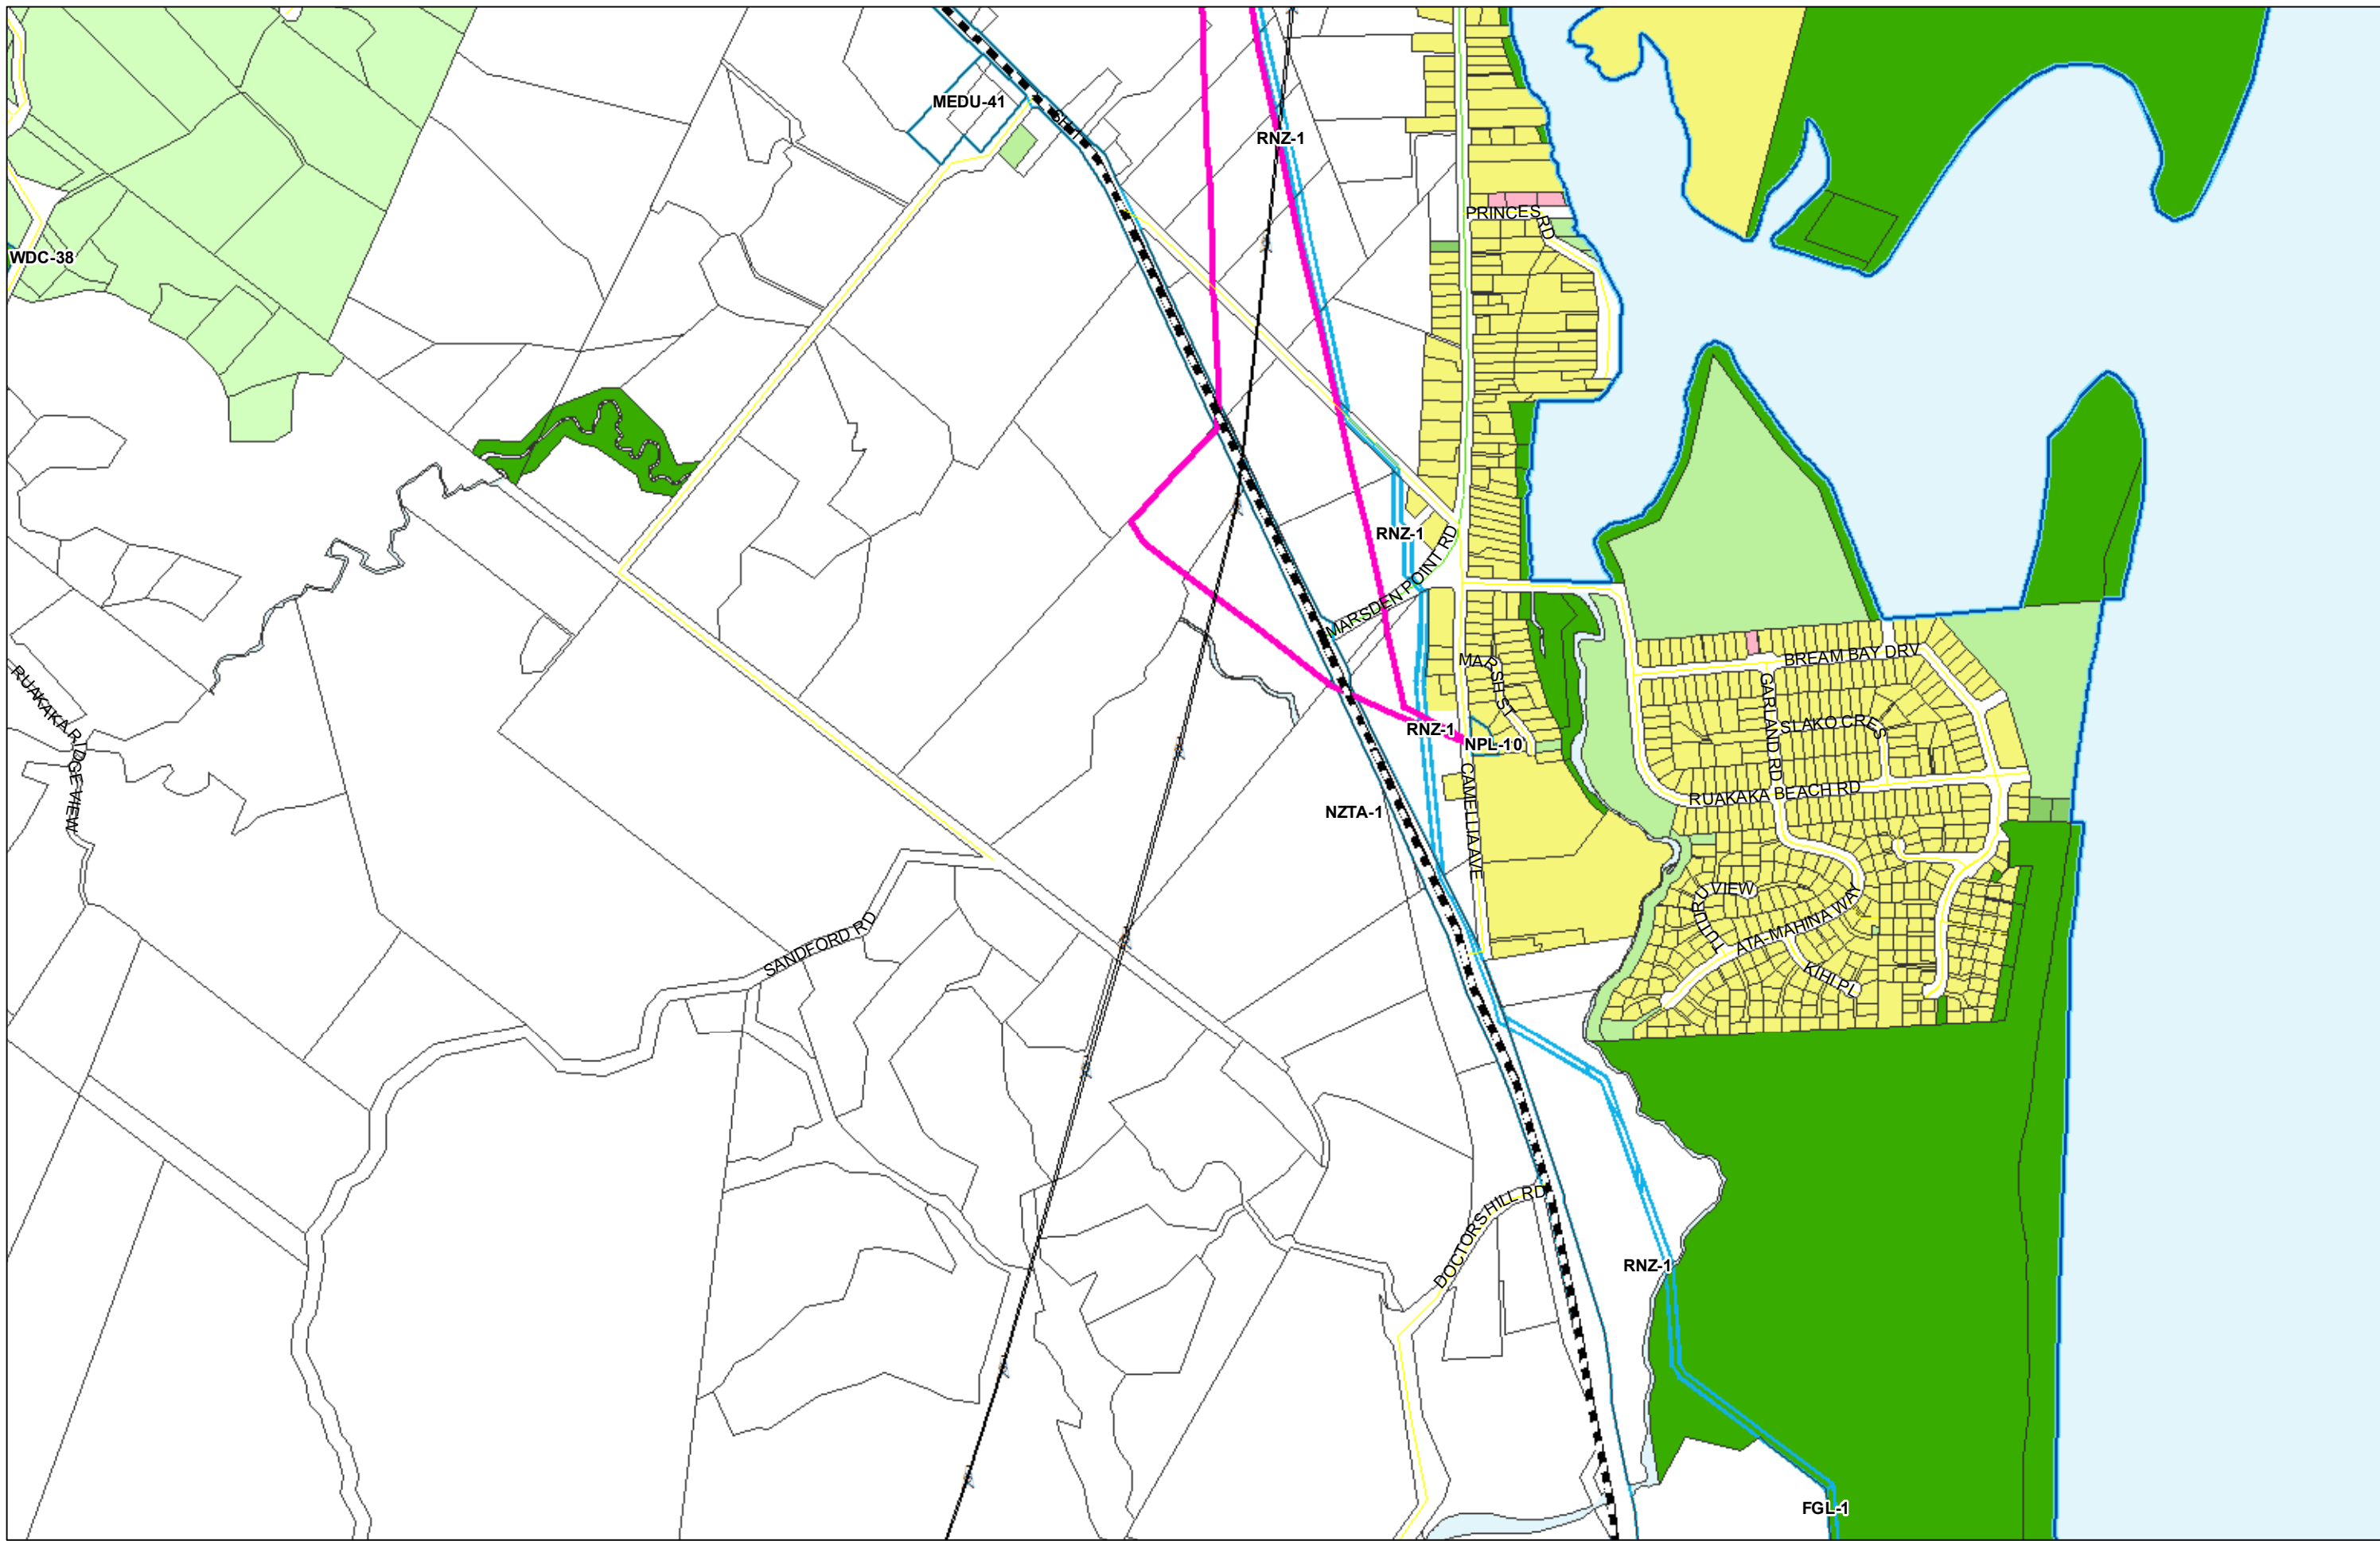 MEDU-41
SH 1
RNZ-1
PRINCES RD
WDC-38
RNZ-1
MARSDEN POINT RD
MARSH ST
BREAM BAY DRV
GARLAND RD
SLAKO CRES
RUAKAKA RIDGE VIEW
RNZ-1
NPL-10
RUAKAKA BEACH RD
NZTA-1
CAMELLIA AVE
TUTURU VIEW
ATA-MAHINA WAY
SANDFORD RD
KIHI PL
DOCTORS HILL RD
RNZ-1
FGL-1